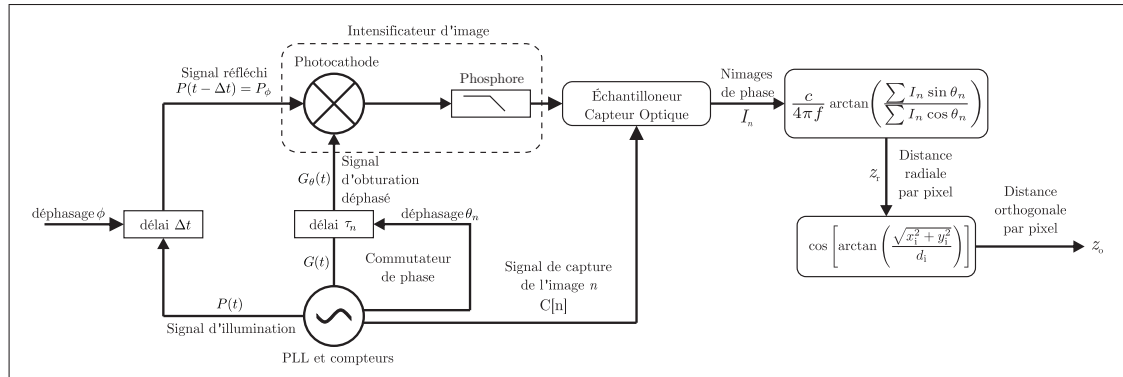 Intensificateur d'image
Signal réfléchi
P(t − Δt) = P_ϕ
Photocathode
Phosphore
Échantilloneur
Capteur Optique
Nimages
de phase
I_n
c/(4πf) arctan(∑ I_n sin θ_n / ∑ I_n cos θ_n)
G_θ(t)
Signal
d'obturation
déphasé
z_r
Distance
radiale
par pixel
déphasage ϕ
délai Δt
délai τ_n
déphasage θ_n
Distance
orthogonale
par pixel
cos [arctan (√(x_i² + y_i²) / d_i)]
z_o
G(t)
Commutateur
de phase
Signal de capture
de l'image n
C[n]
P(t)
Signal d'illumination
PLL et compteurs